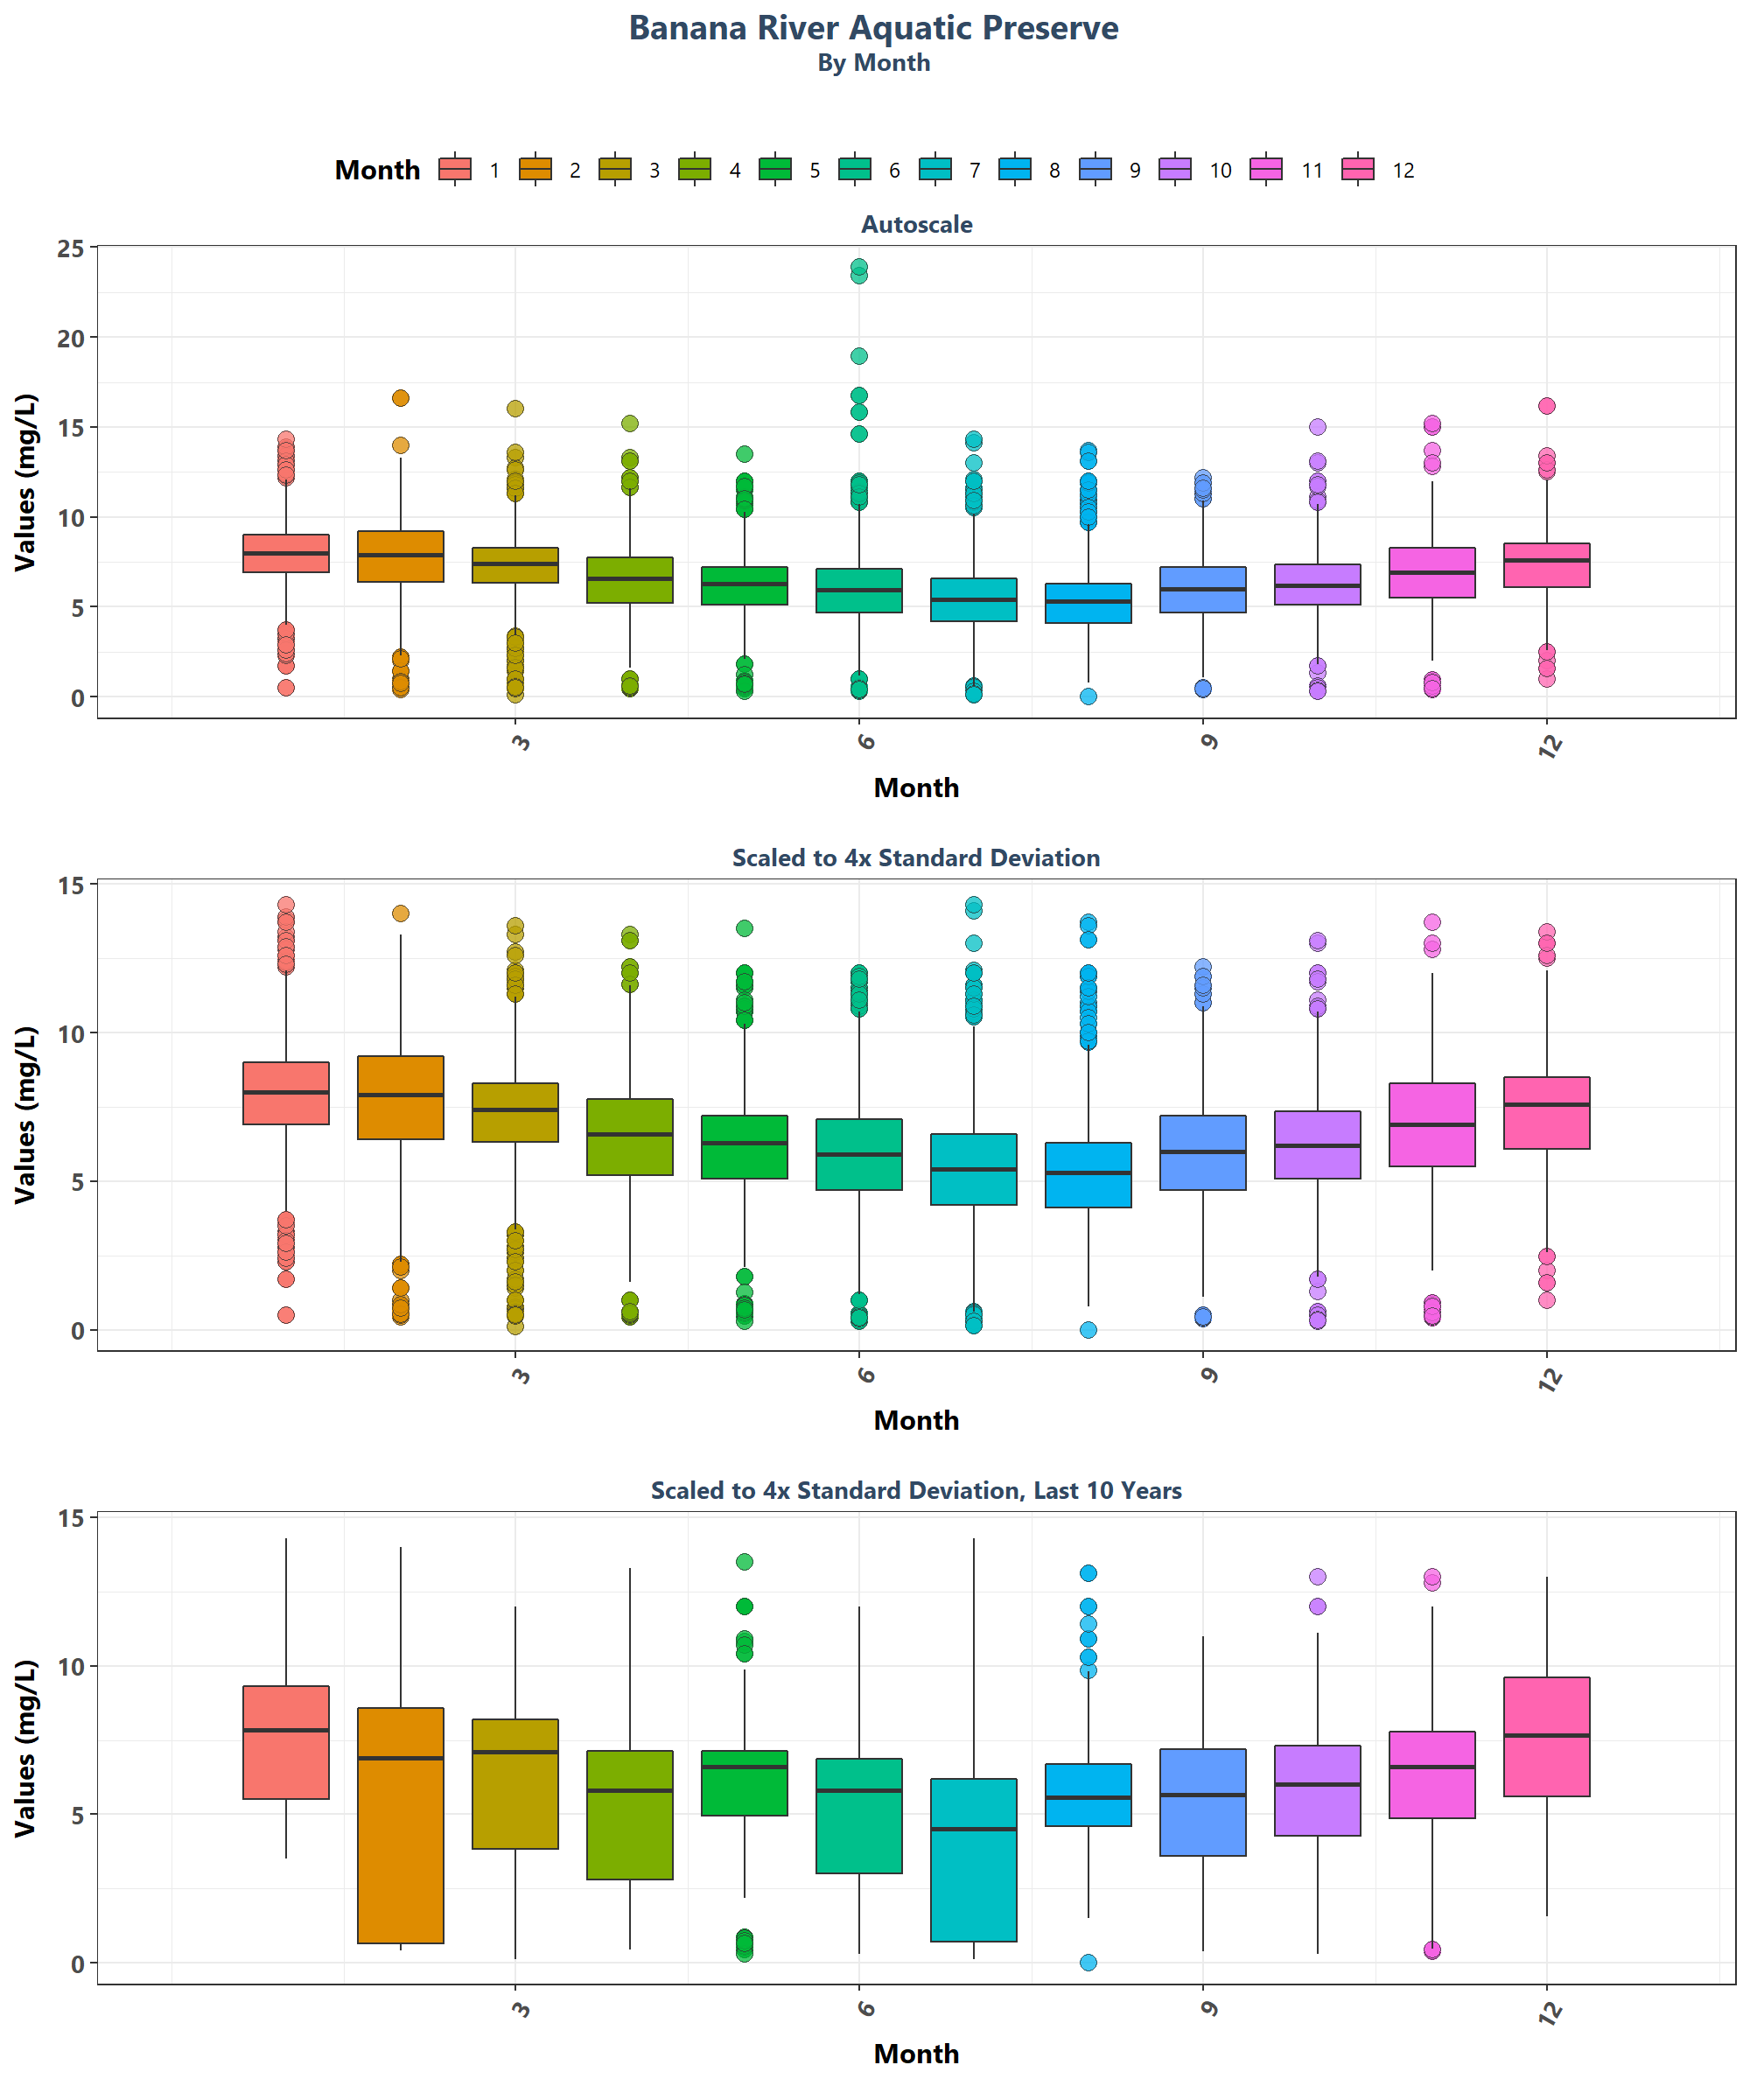 Banana River Aquatic Preserve
By Month
Month 1 2 3 4 5 6 7 8 9 10 11 12
Autoscale
Values (mg/L)
25
20
15
10
5
0
3 6 9 12
Month
Scaled to 4x Standard Deviation
Values (mg/L)
15
10
5
0
3 6 9 12
Month
Scaled to 4x Standard Deviation, Last 10 Years
Values (mg/L)
15
10
5
0
3 6 9 12
Month